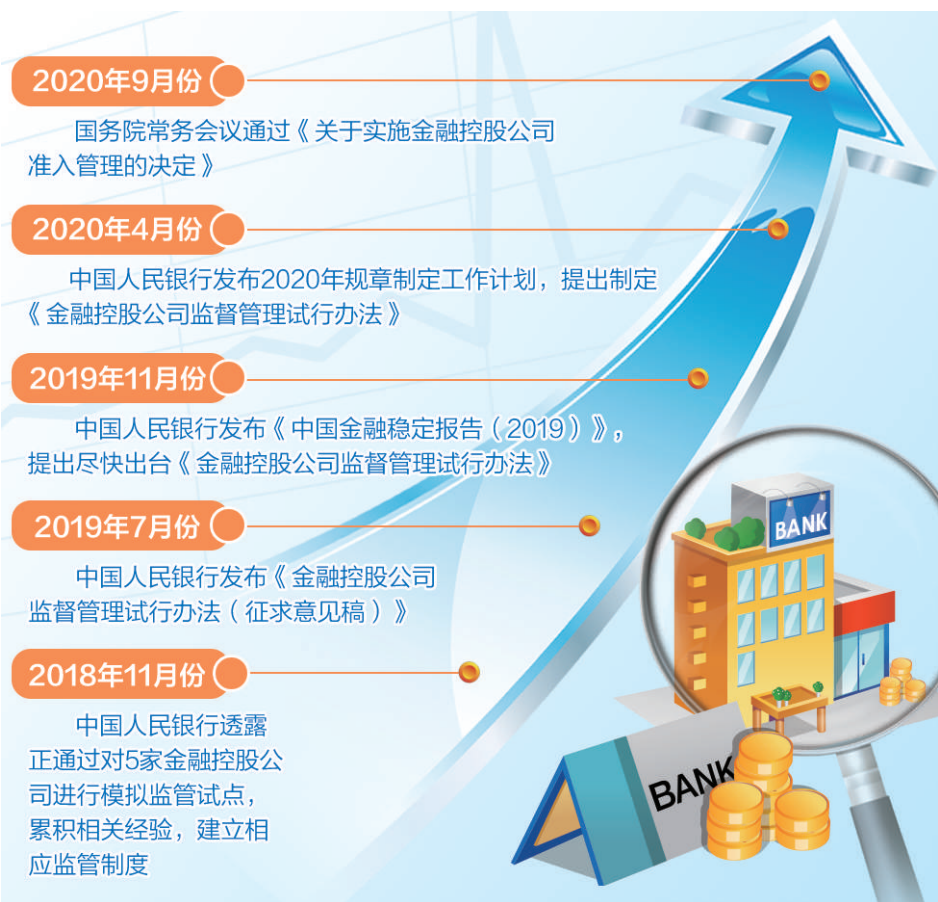 2020年9月份
国务院常务会议通过《关于实施金融控股公司
准入管理的决定》
2020年4月份
中国人民银行发布2020年规章制定工作计划，提出制定
《金融控股公司监督管理试行办法》
2019年11月份
中国人民银行发布《中国金融稳定报告（2019）》，
提出尽快出台《金融控股公司监督管理试行办法》
2019年7月份
中国人民银行发布《金融控股公司
监督管理试行办法（征求意见稿）》
2018年11月份
中国人民银行透露
正通过对5家金融控股公
司进行模拟监管试点，
累积相关经验，建立相
应监管制度
BANK
BANK